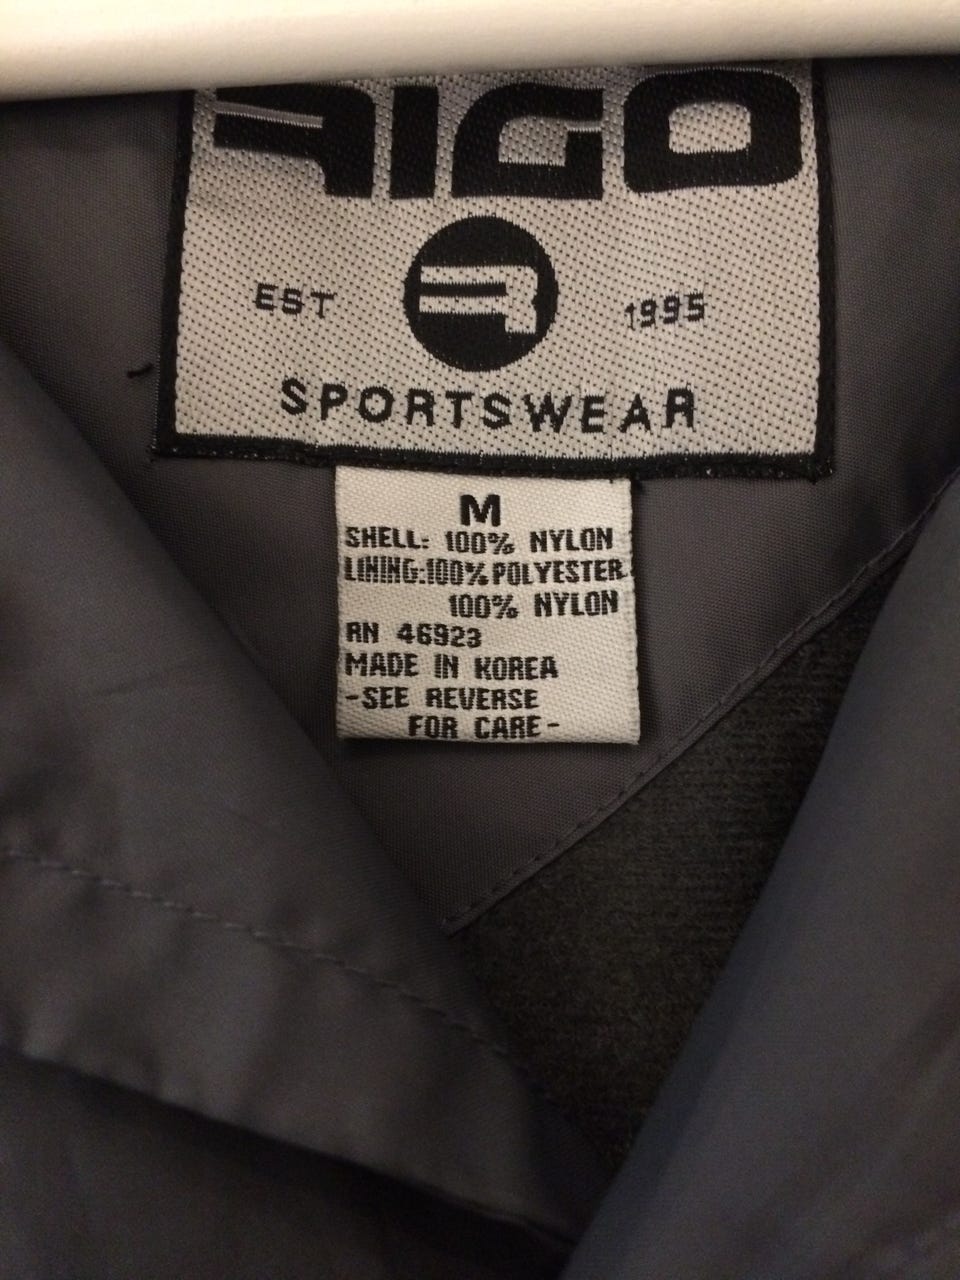 RIGO
R
EST 1995
SPORTSWEAR
M
SHELL: 100% NYLON
LINING:100% POLYESTER
100% NYLON
RN 46923
MADE IN KOREA
-SEE REVERSE
FOR CARE-